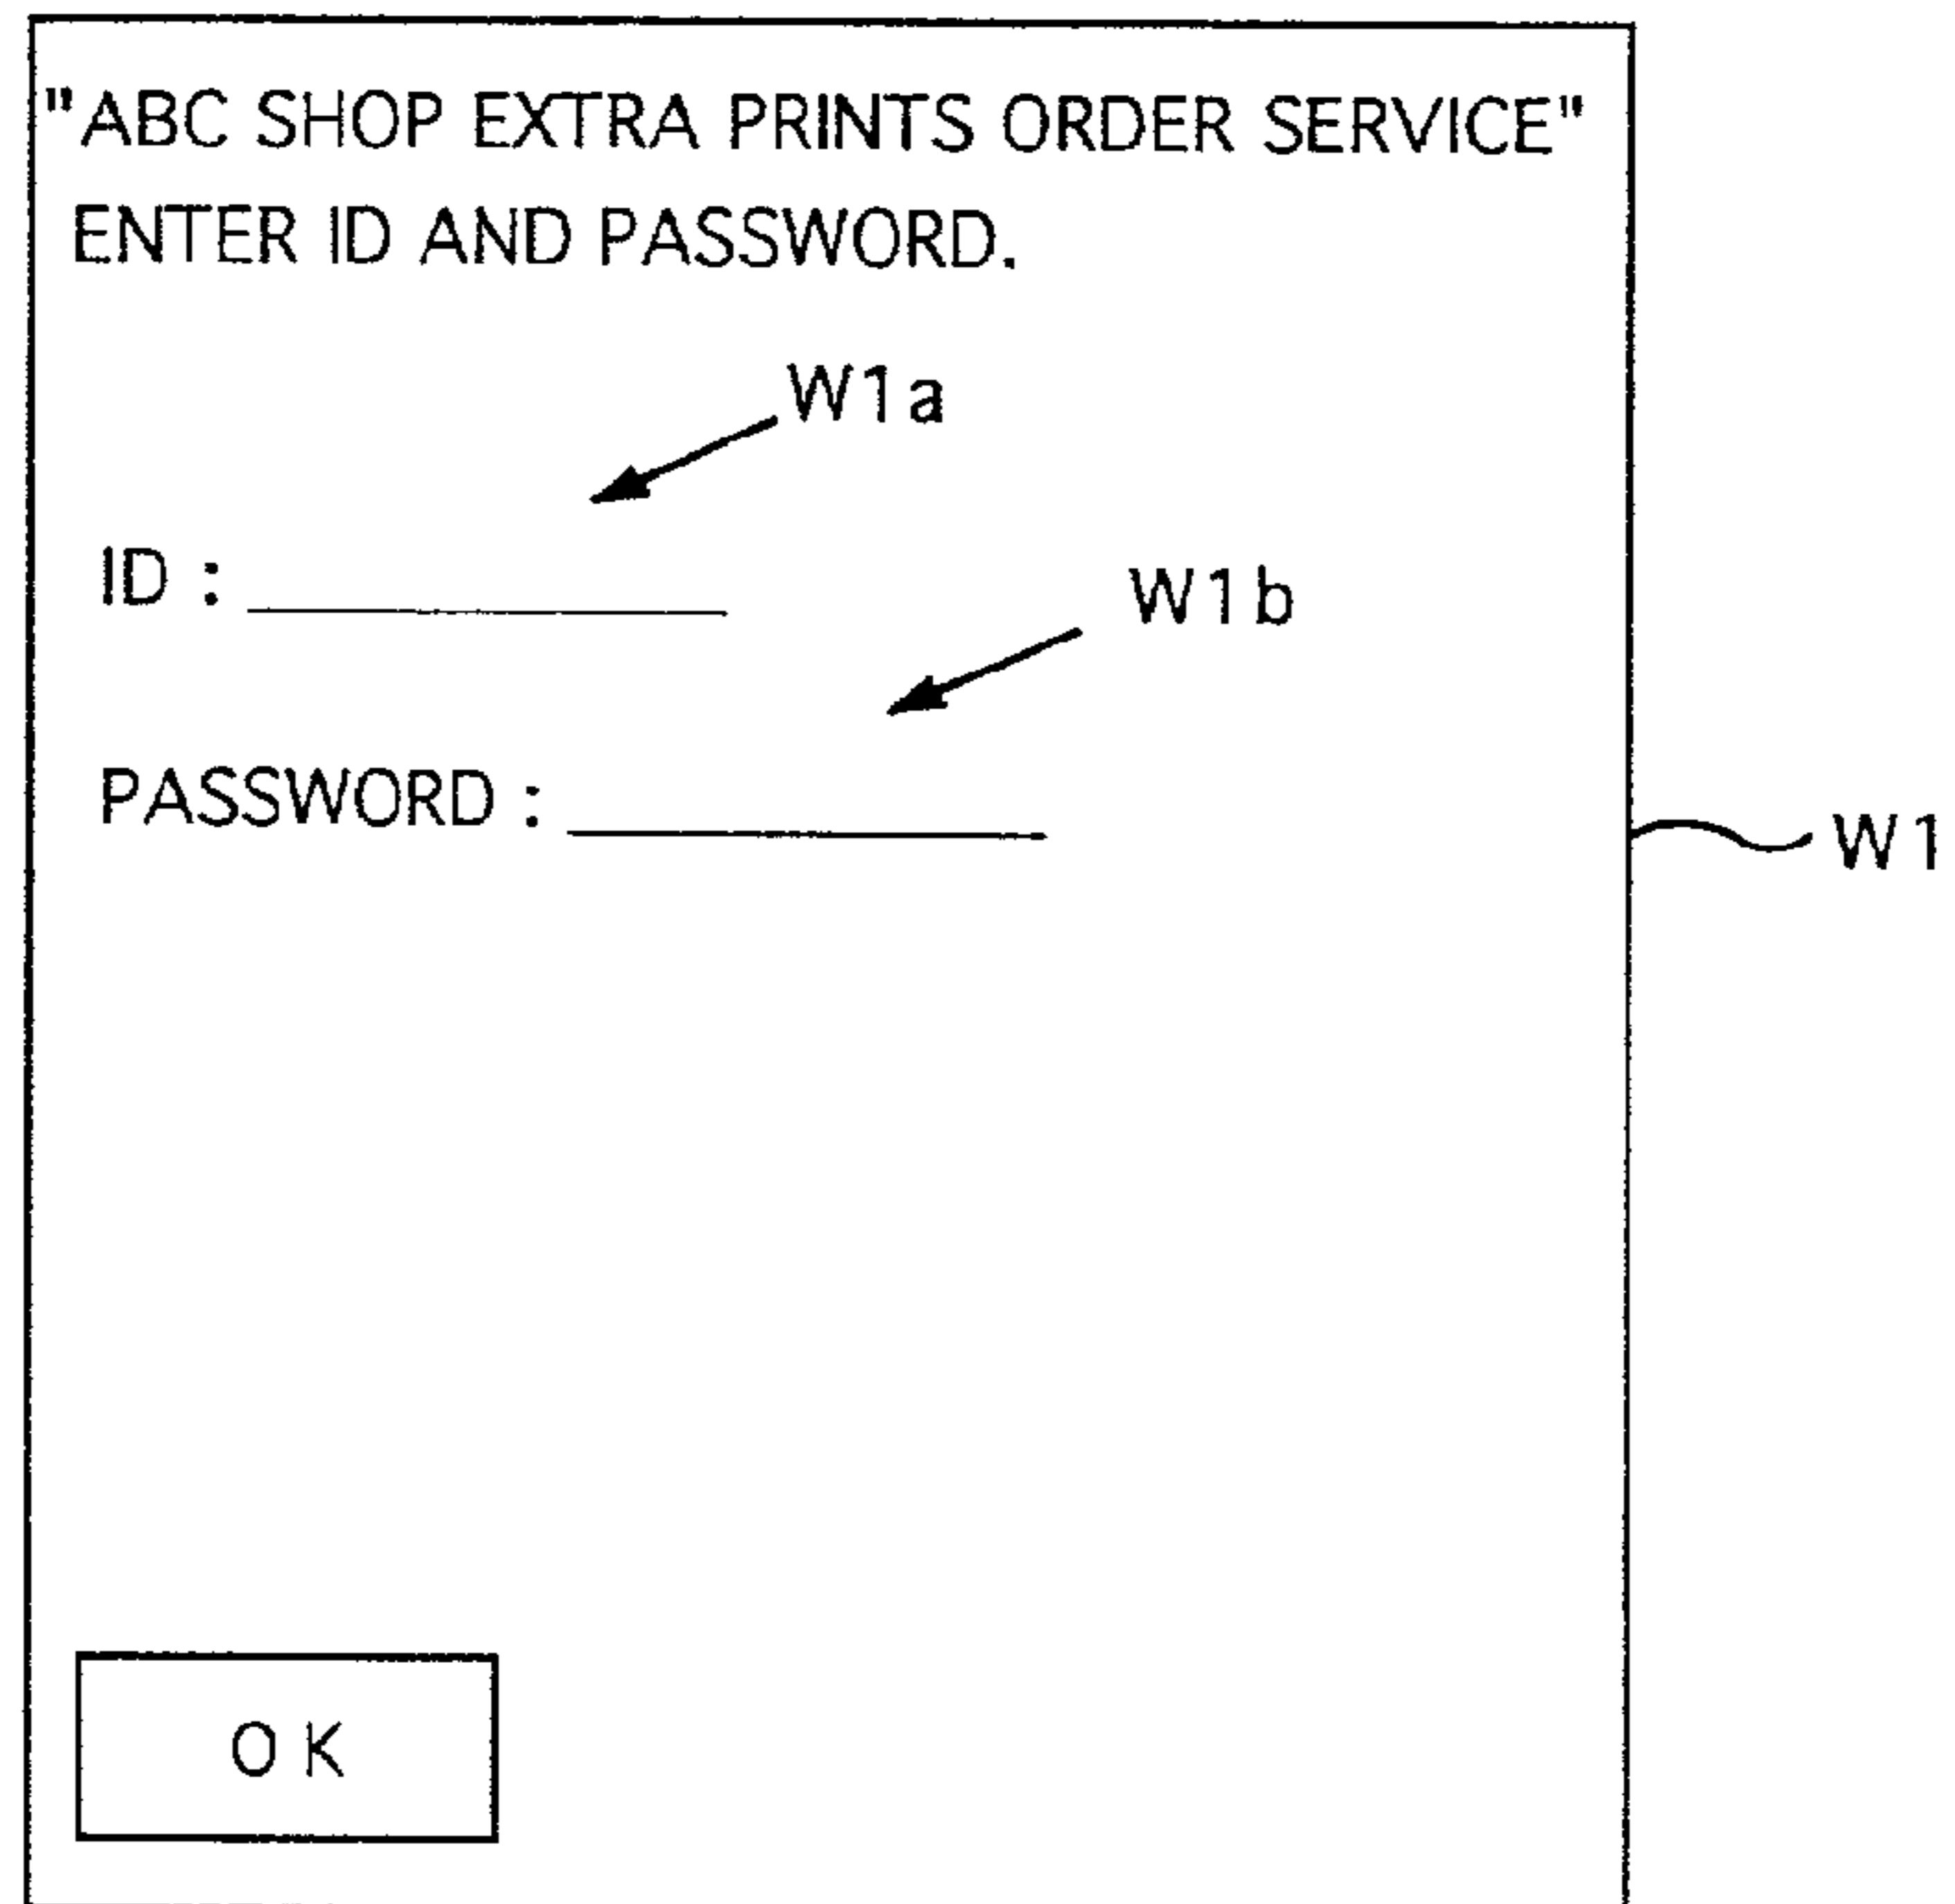 "ABC SHOP EXTRA PRINTS ORDER SERVICE"
ENTER ID AND PASSWORD.
W1a
ID :
W1b
PASSWORD :
W1
OK